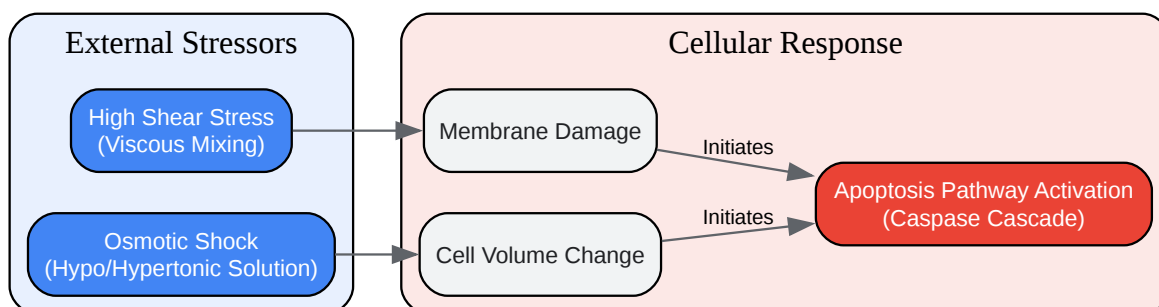 External Stressors
Cellular Response
High Shear Stress
(Viscous Mixing)
Membrane Damage
Initiates
Apoptosis Pathway Activation
(Caspase Cascade)
Osmotic Shock
(Hypo/Hypertonic Solution)
Cell Volume Change
Initiates